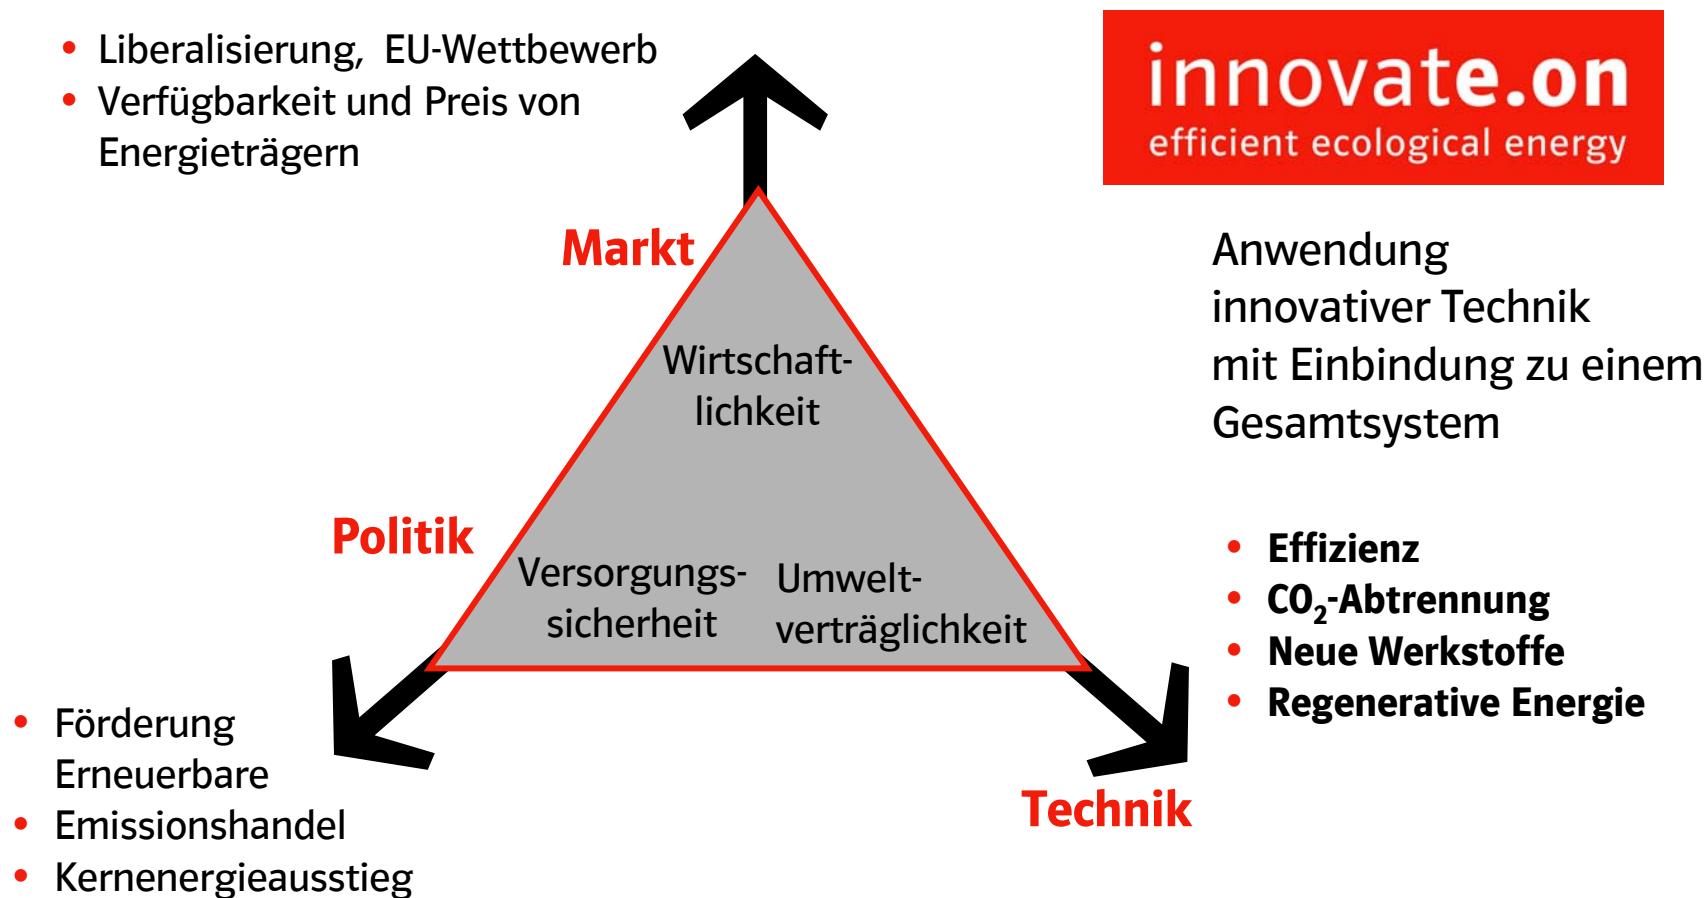 • Liberalisierung, EU-Wettbewerb
• Verfügbarkeit und Preis von
Energieträgern
innovate.on
efficient ecological energy
Markt
Anwendung
innovativer Technik
mit Einbindung zu einem
Gesamtsystem
Wirtschaft-
lichkeit
Politik
Versorgungs-
sicherheit
Umwelt-
verträglichkeit
• Effizienz
• CO₂-Abtrennung
• Neue Werkstoffe
• Regenerative Energie
• Förderung
Erneuerbare
• Emissionshandel
• Kernenergieausstieg
Technik